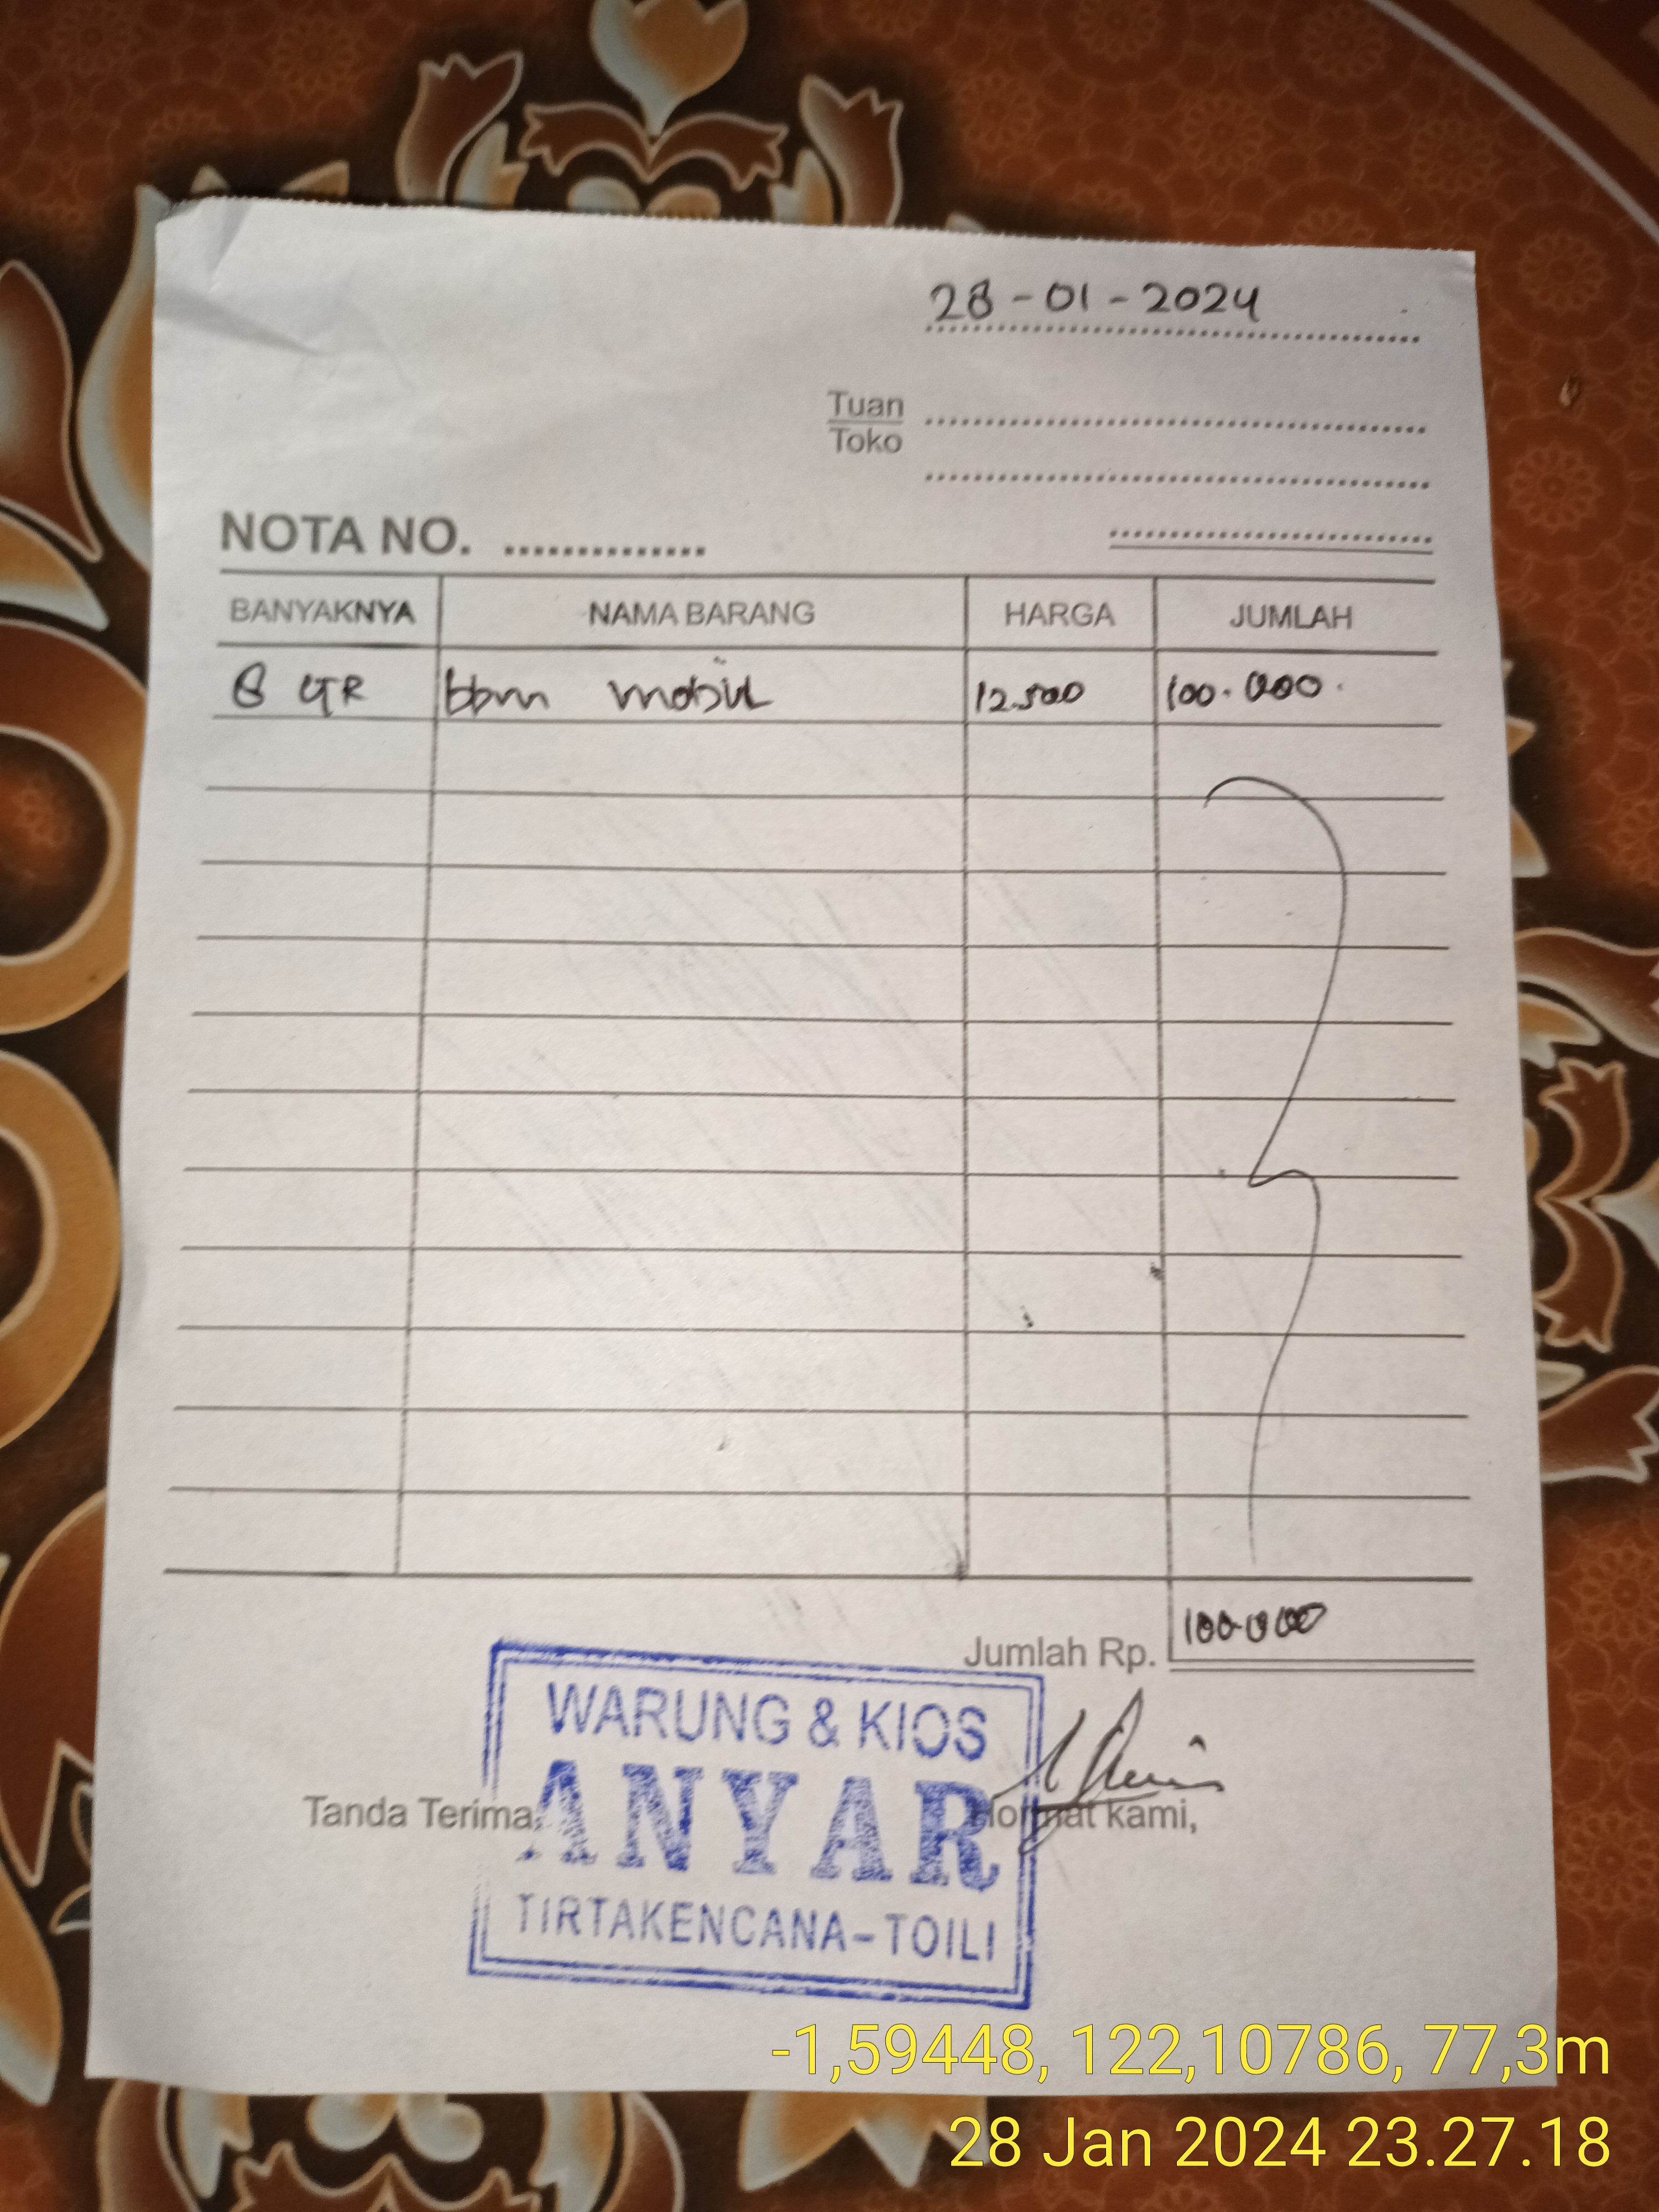 28-01-2024
Tuan
Toko
NOTA NO.
BANYAKNYA NAMA BARANG HARGA JUMLAH
8 LTR bbm mobil 12.500 100.000
Jumlah Rp. 100.000
Tanda Terima Hormat kami,
WARUNG & KIOS
ANYAR
TIRTAKENCANA-TOILI
-1,59448, 122,10786, 77,3m
28 Jan 2024 23.27.18